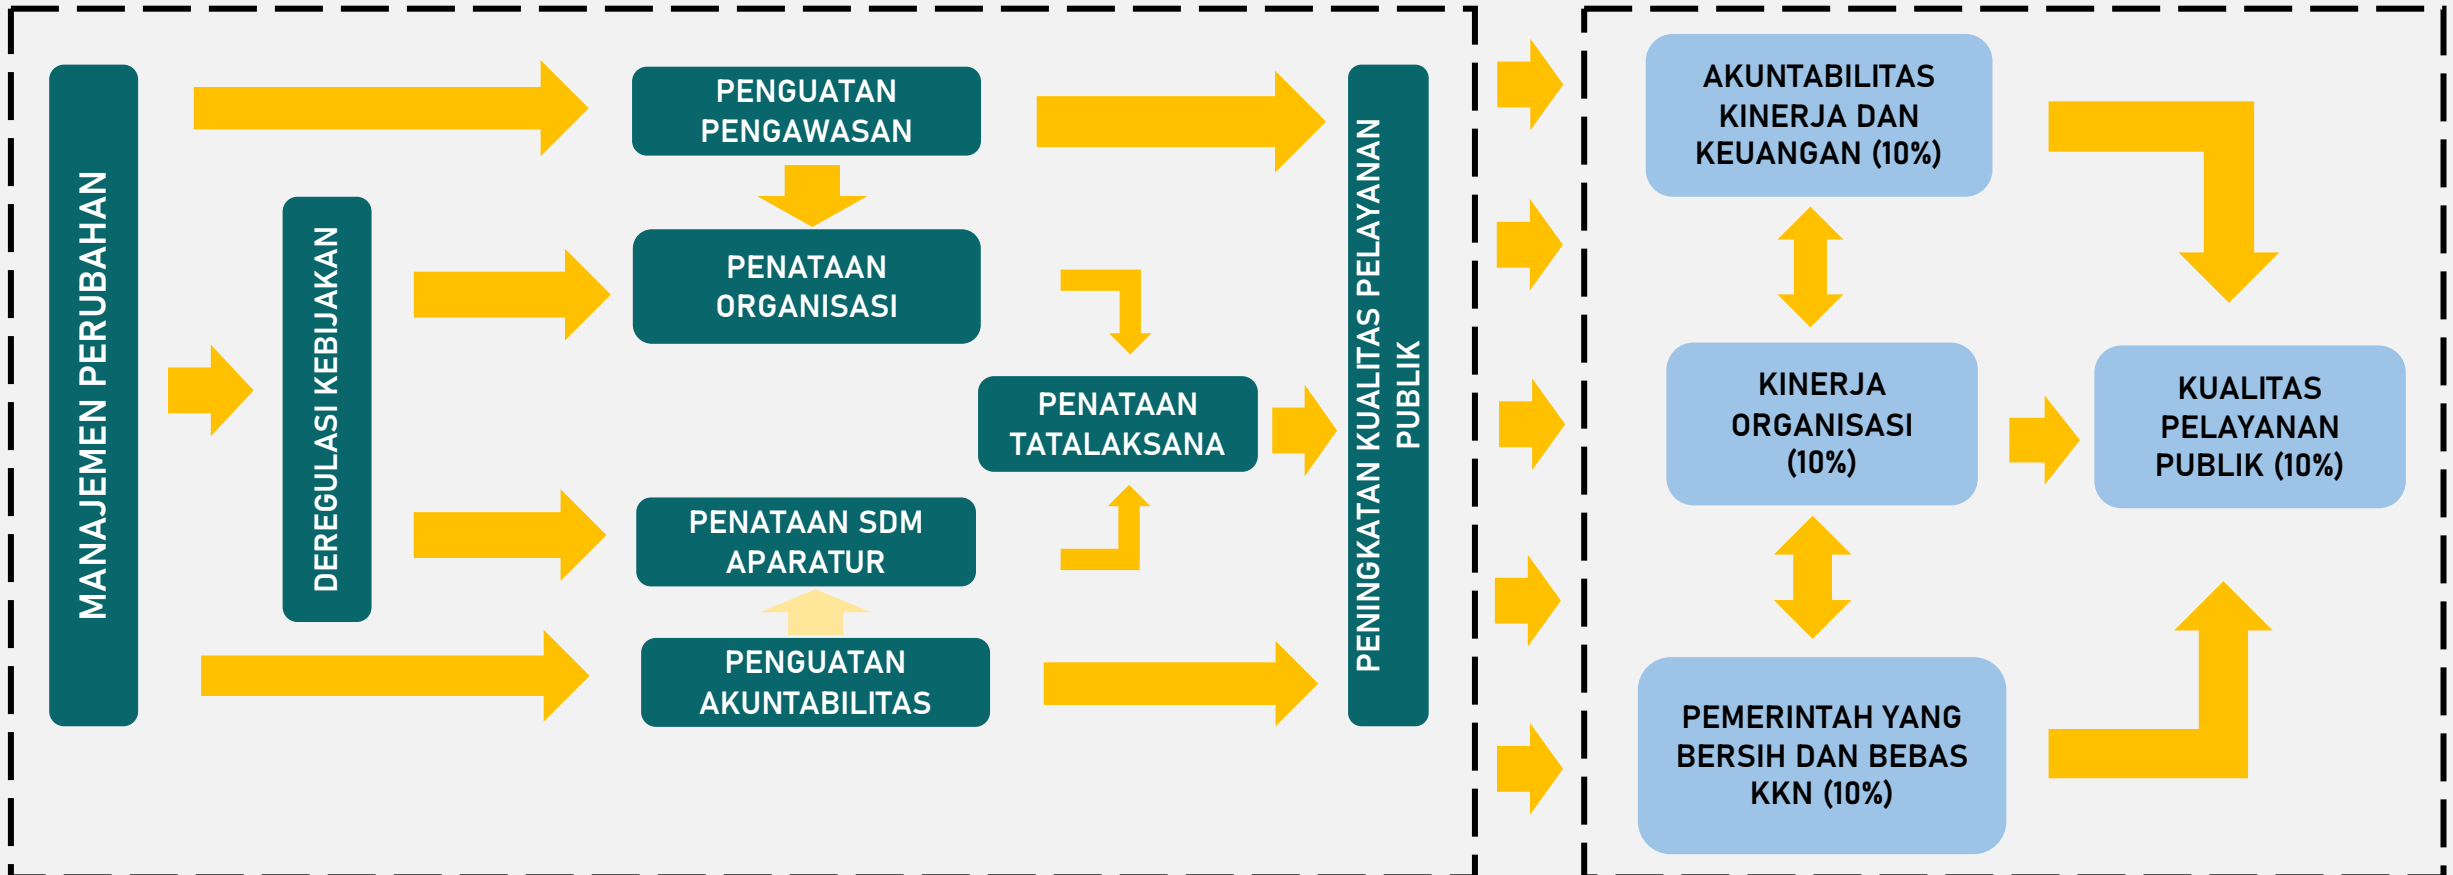 MANAJEMEN PERUBAHAN
DEREGULASI KEBIJAKAN
PENGUATAN
PENGAWASAN
PENATAAN
ORGANISASI
PENATAAN SDM
APARATUR
PENGUATAN
AKUNTABILITAS
PENATAAN
TATALAKSANA
PENINGKATAN KUALITAS PELAYANAN
PUBLIK
AKUNTABILITAS
KINERJA DAN
KEUANGAN (10%)
KINERJA
ORGANISASI
(10%)
PEMERINTAH YANG
BERSIH DAN BEBAS
KKN (10%)
KUALITAS
PELAYANAN
PUBLIK (10%)